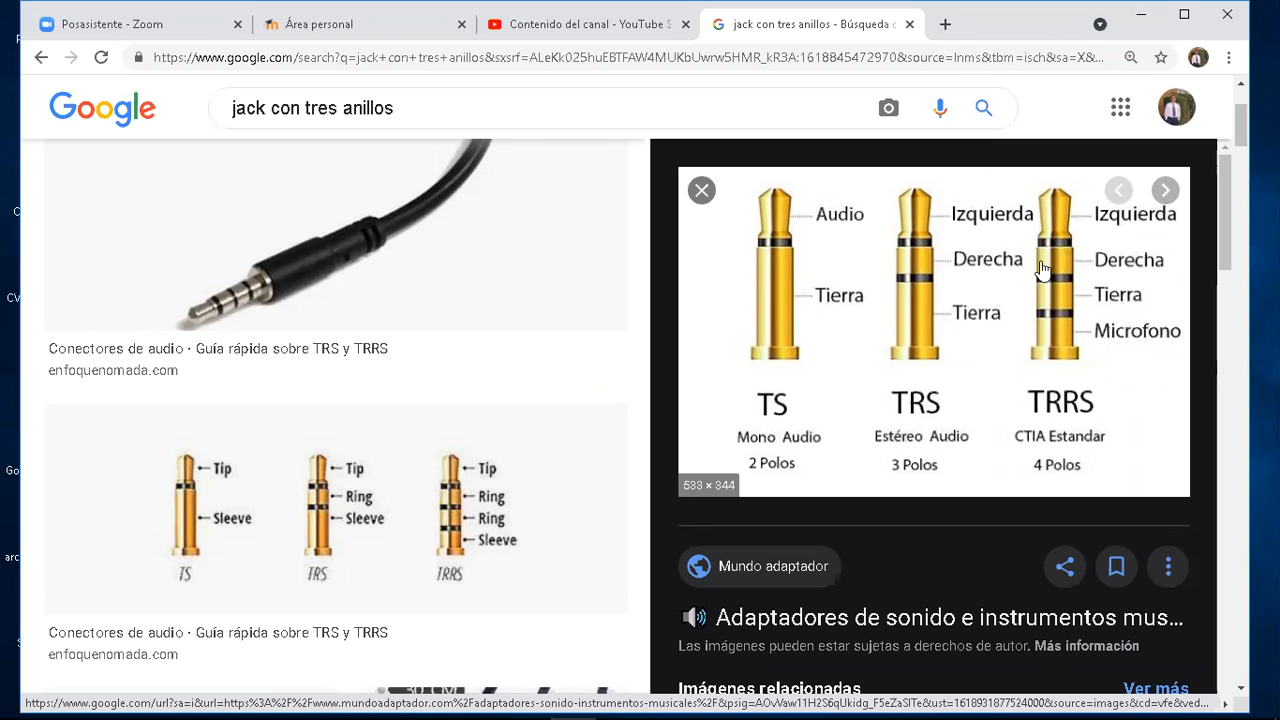 Posasistente - Zoom
Área personal
Contenido del canal - YouTube S
jack con tres anillos - Búsqueda d
https://www.google.com/search?q=jack+con+tres+anillos&sxsrf=ALeKk025huEBTFAW4MUKbUwrw5HMR_kR3A:1618845472970&source=lnms&tbm=isch&sa=X&...
Google
jack con tres anillos
Audio
Tierra
TS
Mono Audio
2 Polos
Izquierda
Derecha
Tierra
TRS
Estéreo Audio
3 Polos
Izquierda
Derecha
Tierra
Microfono
TRRS
CTIA Estandar
4 Polos
533 × 344
Conectores de audio · Guía rápida sobre TRS y TRRS
enfoquenomada.com
Tip
Sleeve
TS
Tip
Ring
Sleeve
TRS
Tip
Ring
Ring
Sleeve
TRRS
Conectores de audio · Guía rápida sobre TRS y TRRS
enfoquenomada.com
Mundo adaptador
Adaptadores de sonido e instrumentos mus...
Las imágenes pueden estar sujetas a derechos de autor. Más información
Imágenes relacionadas
Ver más